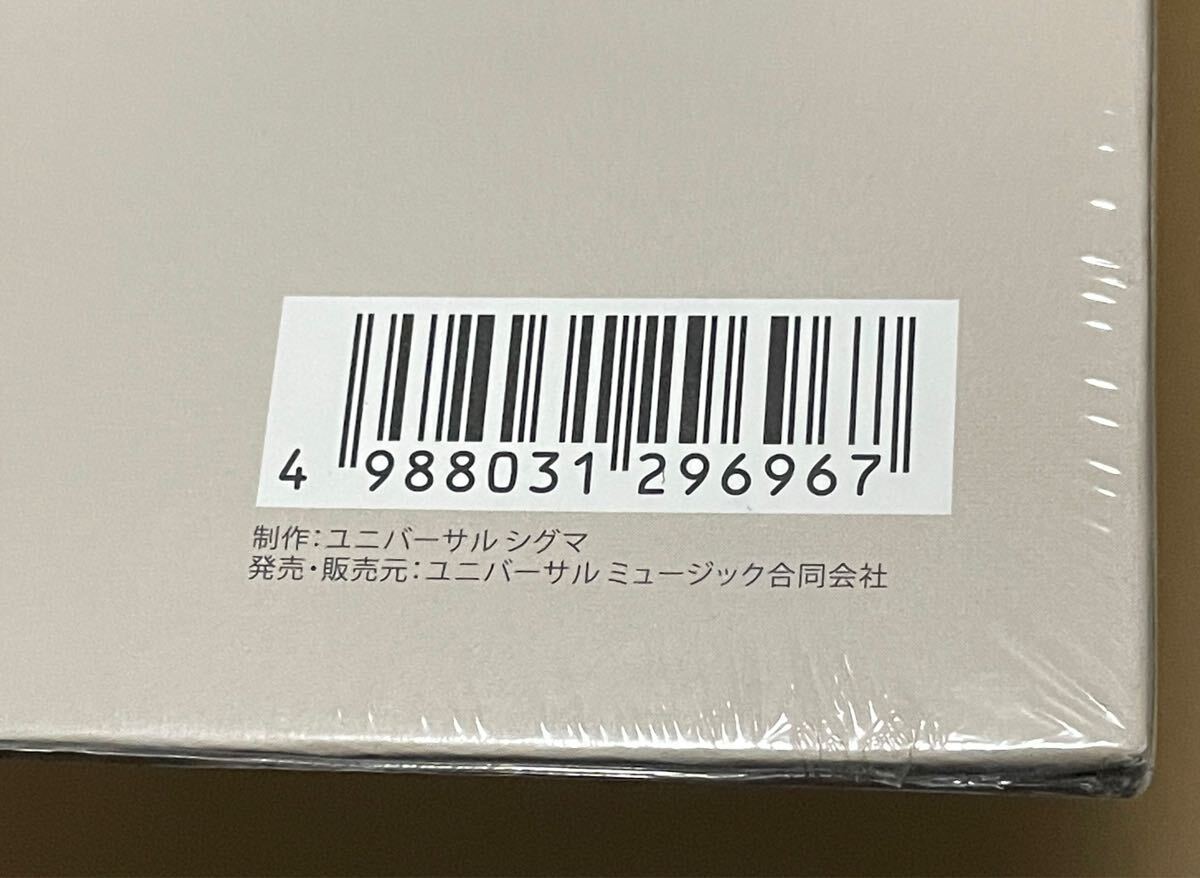 4 988031 296967
制作：ユニバーサル シグマ
発売・販売元：ユニバーサル ミュージック合同会社